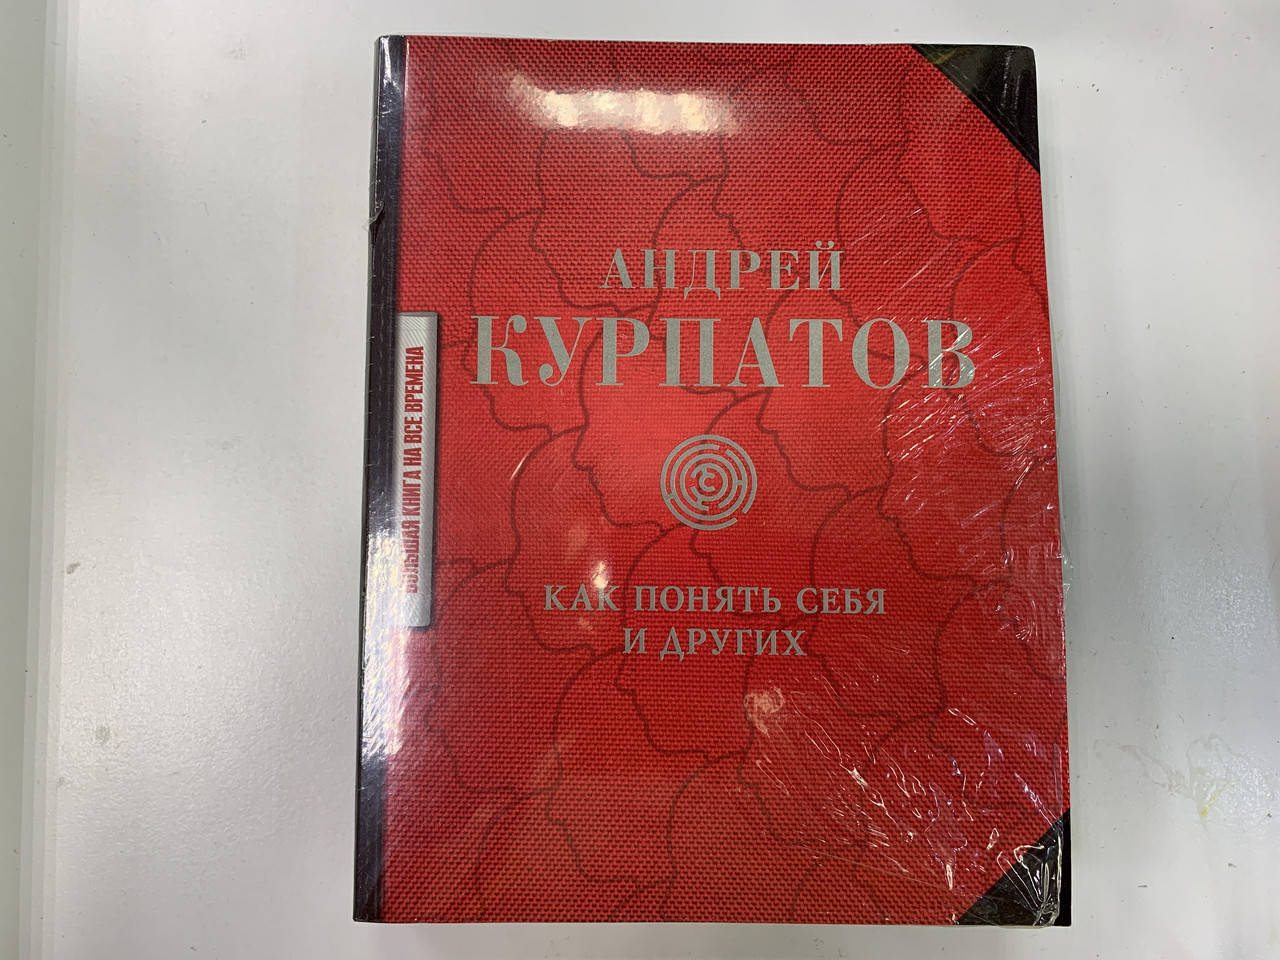 АНДРЕЙ
КУРПАТОВ
С
КАК ПОНЯТЬ СЕБЯ
И ДРУГИХ
БОЛЬШАЯ КНИГА НА ВСЕ ВРЕМЕНА